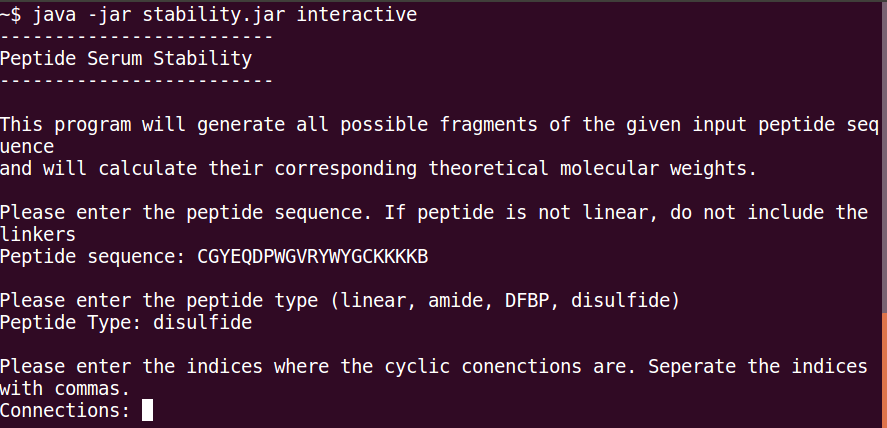 ~$ java -jar stability.jar interactive
-------------------------
Peptide Serum Stability
-------------------------
This program will generate all possible fragments of the given input peptide seq
uence
and will calculate their corresponding theoretical molecular weights.
Please enter the peptide sequence. If peptide is not linear, do not include the
linkers
Peptide sequence: CGYEQDPWGVRYWYGCKKKKB
Please enter the peptide type (linear, amide, DFBP, disulfide)
Peptide Type: disulfide
Please enter the indices where the cyclic conenctions are. Seperate the indices
with commas.
Connections: